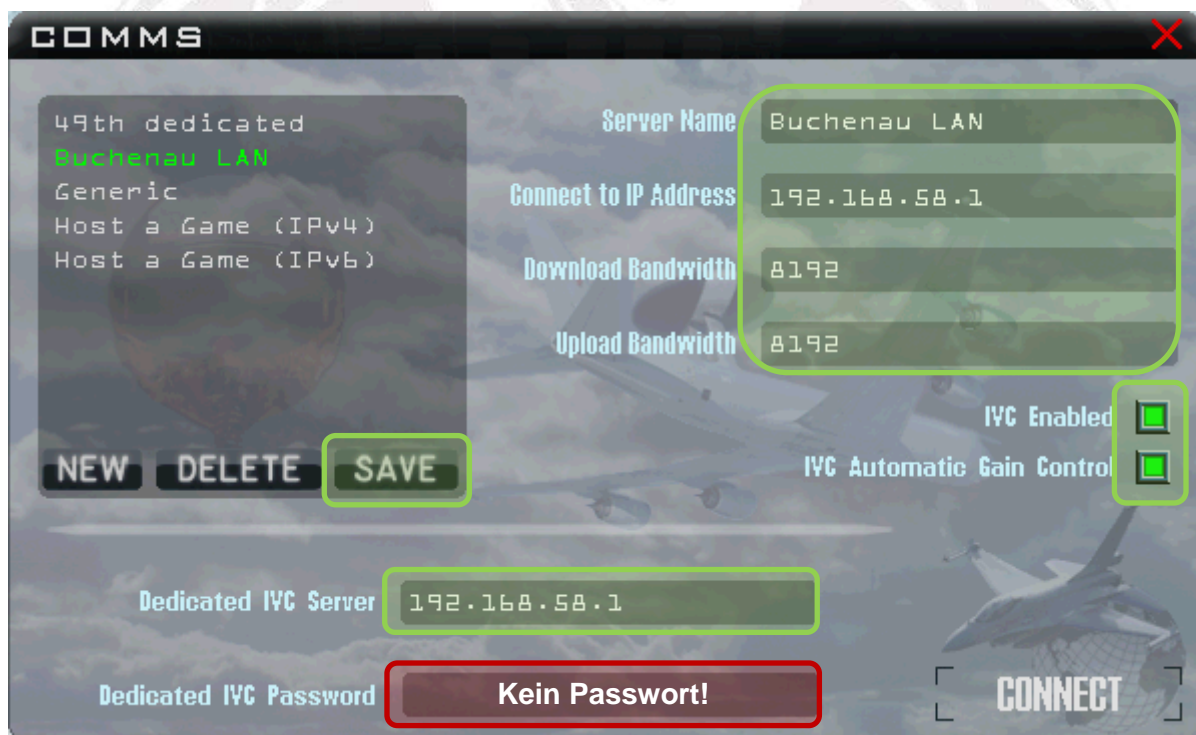 COMMS
49th dedicated
Buchenau LAN
Generic
Host a Game (IPv4)
Host a Game (IPv6)
NEW DELETE SAVE
Server Name Buchenau LAN
Connect to IP Address 192.168.58.1
Download Bandwidth 8192
Upload Bandwidth 8192
IVC Enabled
IVC Automatic Gain Control
Dedicated IVC Server 192.168.58.1
Dedicated IVC Password Kein Passwort!
CONNECT